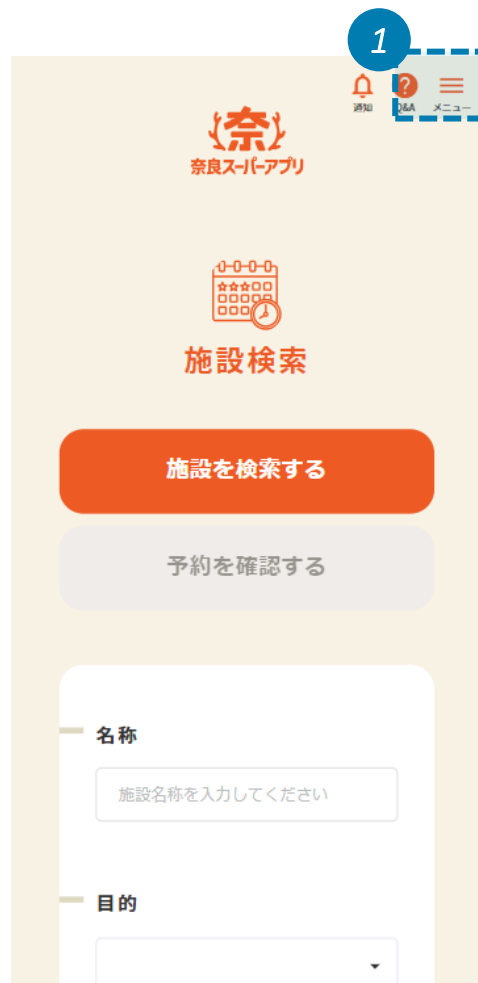 1
通知 Q&A メニュー
奈
奈良スーパーアプリ
施設検索
施設を検索する
予約を確認する
名称
施設名称を入力してください
目的